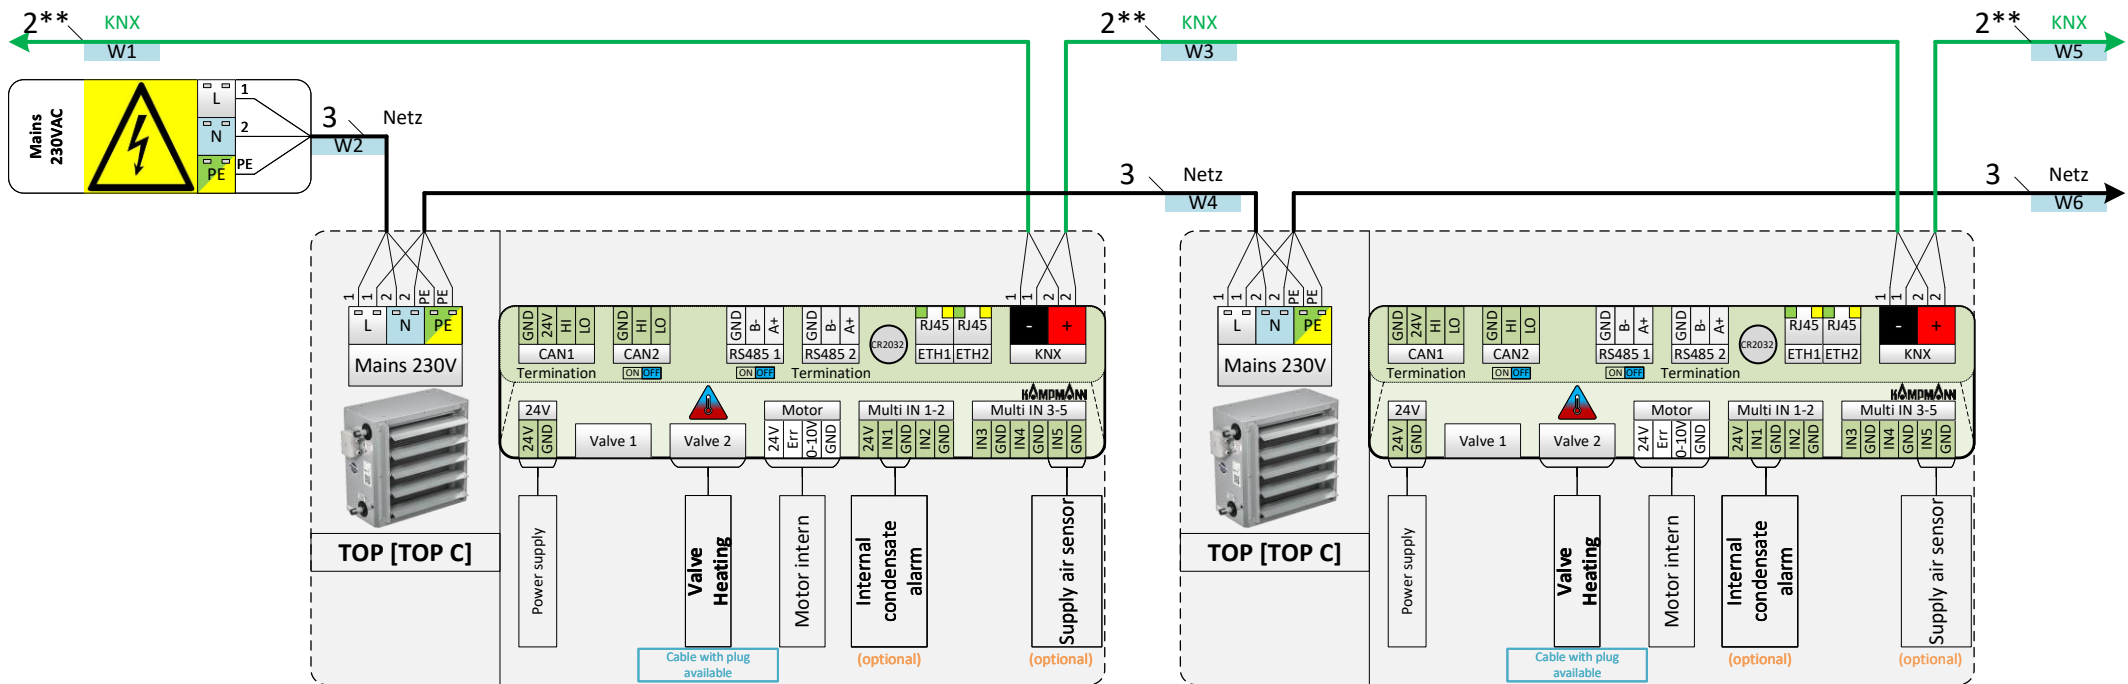 2** KNX
W1
2** KNX
W3
2** KNX
W5
Mains
230VAC
L 1
N 2
PE PE
3 Netz
W2
3 Netz
W4
3 Netz
W6
1 1 2 2 PE PE
L N PE
Mains 230V
TOP [TOP C]
1 1 2 2
GND 24V HI LO
CAN1
GND HI LO
CAN2
GND B- A+
RS485 1
GND B- A+
RS485 2
CR2032
RJ45 RJ45
ETH1 ETH2
- +
KNX
Termination ON OFF ON OFF Termination
KAMPMANN
24V
24V GND
Valve 1
Valve 2
Motor
24V Err 0-10V GND
Multi IN 1-2
24V IN1 GND IN2 GND
Multi IN 3-5
IN3 GND IN4 GND IN5 GND
Power supply
Valve
Heating
Motor intern
Internal
condensate
alarm
Supply air sensor
Cable with plug
available
(optional)
(optional)
1 1 2 2 PE PE
L N PE
Mains 230V
TOP [TOP C]
1 1 2 2
GND 24V HI LO
CAN1
GND HI LO
CAN2
GND B- A+
RS485 1
GND B- A+
RS485 2
CR2032
RJ45 RJ45
ETH1 ETH2
- +
KNX
Termination ON OFF ON OFF Termination
KAMPMANN
24V
24V GND
Valve 1
Valve 2
Motor
24V Err 0-10V GND
Multi IN 1-2
24V IN1 GND IN2 GND
Multi IN 3-5
IN3 GND IN4 GND IN5 GND
Power supply
Valve
Heating
Motor intern
Internal
condensate
alarm
Supply air sensor
Cable with plug
available
(optional)
(optional)